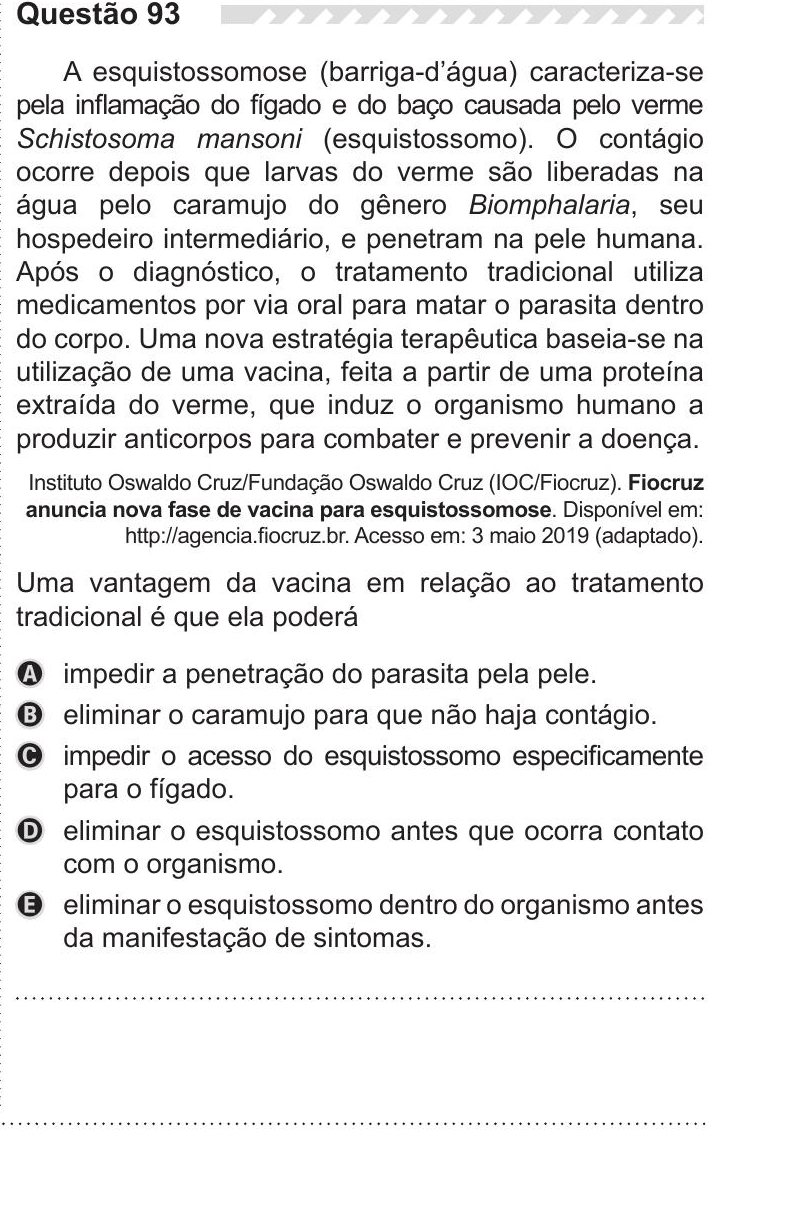 Questão 93
A esquistossomose (barriga-d’água) caracteriza-se
pela inflamação do fígado e do baço causada pelo verme
Schistosoma mansoni (esquistossomo). O contágio
ocorre depois que larvas do verme são liberadas na
água pelo caramujo do gênero Biomphalaria, seu
hospedeiro intermediário, e penetram na pele humana.
Após o diagnóstico, o tratamento tradicional utiliza
medicamentos por via oral para matar o parasita dentro
do corpo. Uma nova estratégia terapêutica baseia-se na
utilização de uma vacina, feita a partir de uma proteína
extraída do verme, que induz o organismo humano a
produzir anticorpos para combater e prevenir a doença.
Instituto Oswaldo Cruz/Fundação Oswaldo Cruz (IOC/Fiocruz). Fiocruz
anuncia nova fase de vacina para esquistossomose. Disponível em:
http://agencia.fiocruz.br. Acesso em: 3 maio 2019 (adaptado).
Uma vantagem da vacina em relação ao tratamento
tradicional é que ela poderá
A impedir a penetração do parasita pela pele.
B eliminar o caramujo para que não haja contágio.
C impedir o acesso do esquistossomo especificamente
para o fígado.
D eliminar o esquistossomo antes que ocorra contato
com o organismo.
E eliminar o esquistossomo dentro do organismo antes
da manifestação de sintomas.